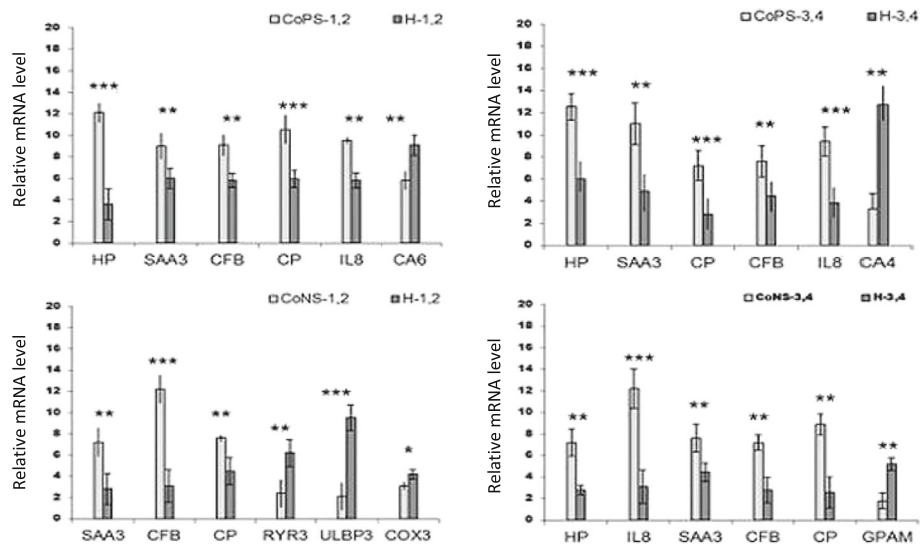 CoPS-1,2 H-1,2
Relative mRNA level
20
18
16
14
12
10
8
6
4
2
0
*** ** ** *** ** **
HP SAA3 CFB CP IL8 CA6
CoPS-3,4 H-3,4
Relative mRNA level
20
18
16
14
12
10
8
6
4
2
0
*** ** *** ** *** **
HP SAA3 CP CFB IL8 CA4
CoNS-1,2 H-1,2
Relative mRNA level
20
18
16
14
12
10
8
6
4
2
0
** *** ** ** *** *
SAA3 CFB CP RYR3 ULBP3 COX3
CoNS-3,4 H-3,4
Relative mRNA level
20
18
16
14
12
10
8
6
4
2
0
** *** ** ** ** **
HP IL8 SAA3 CFB CP GPAM